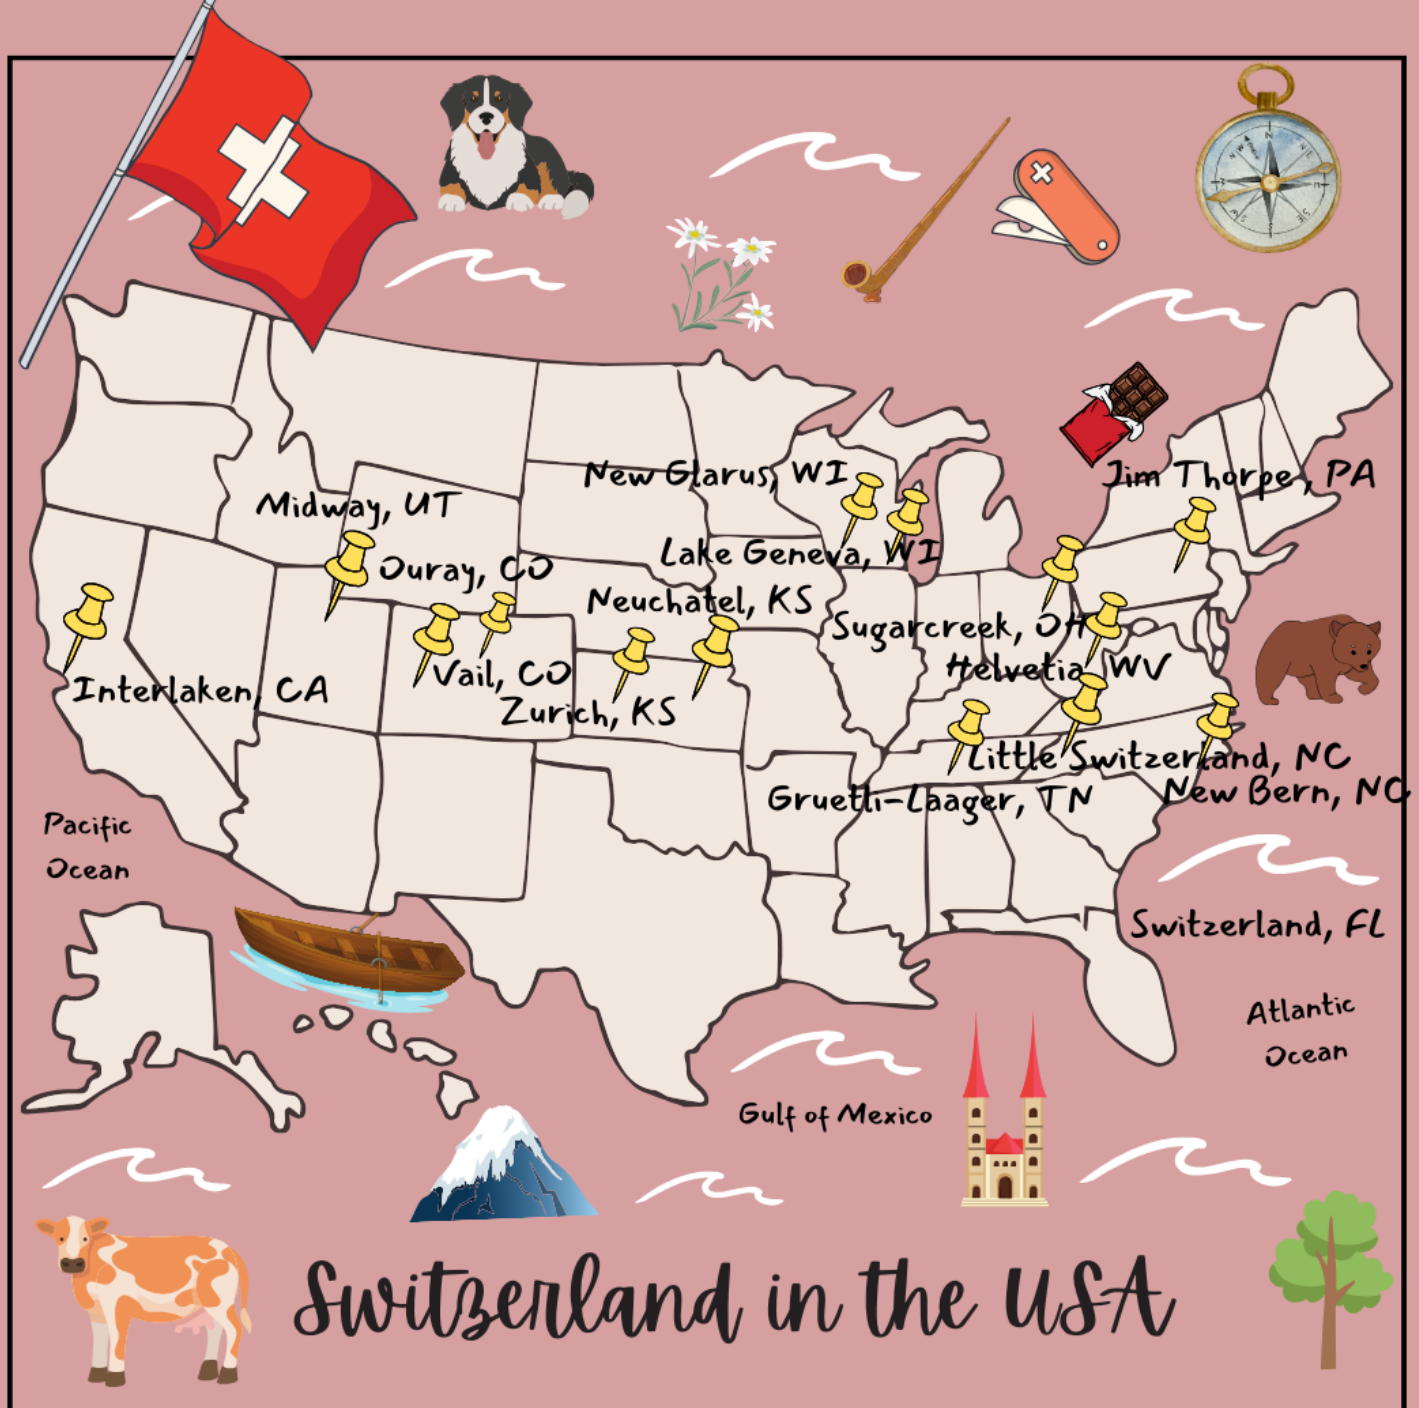 New Glarus, WI
Jim Thorpe, PA
Midway, UT
Lake Geneva, WI
Ouray, CO
Neuchatel, KS
Sugarcreek, OH
Helvetia, WV
Vail, CO
Interlaken, CA
Zurich, KS
Little Switzerland, NC
New Bern, NC
Gruetli-Laager, TN
Pacific
Ocean
Switzerland, FL
Atlantic
Ocean
Gulf of Mexico
Switzerland in the USA